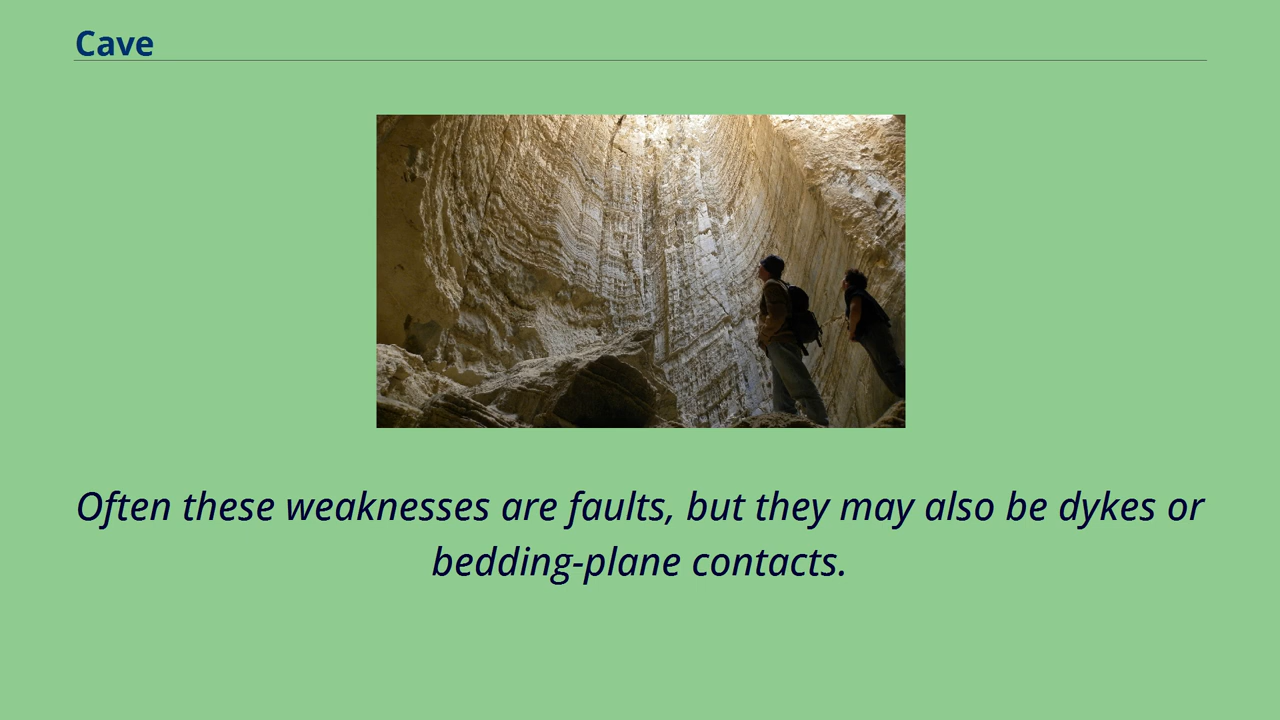 Cave
Often these weaknesses are faults, but they may also be dykes or
bedding-plane contacts.